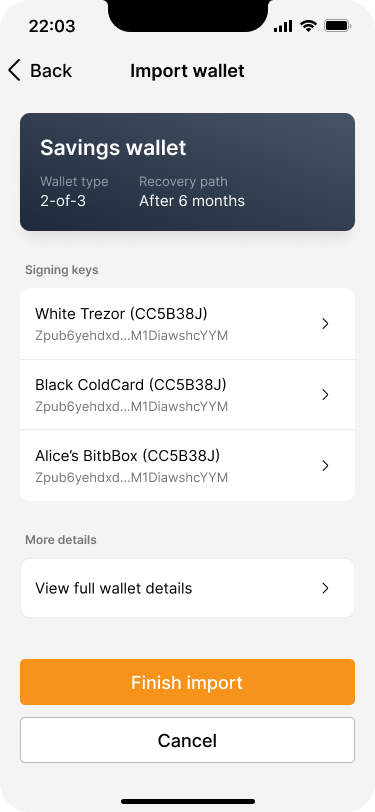 22:03
Back
Import wallet
Savings wallet
Wallet type
Recovery path
2-of-3
After 6 months
Signing keys
White Trezor (CC5B38J)
Zpub6yehdxd...M1DiawshcYYM
Black ColdCard (CC5B38J)
Zpub6yehdxd...M1DiawshcYYM
Alice’s BitbBox (CC5B38J)
Zpub6yehdxd...M1DiawshcYYM
More details
View full wallet details
Finish import
Cancel